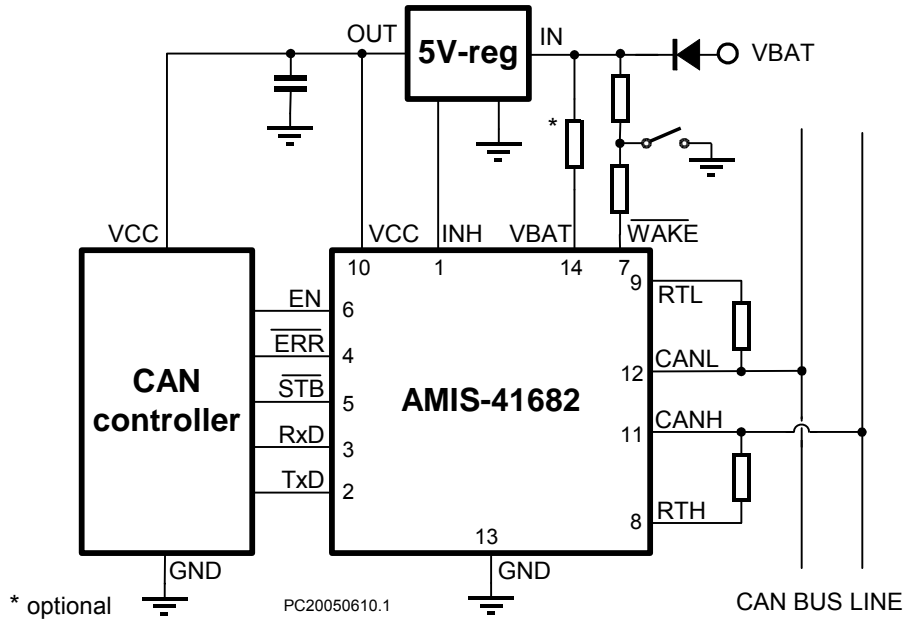 OUT
5V-reg
IN
VBAT
*
VCC
VCC
INH
VBAT
WAKE
10
1
14
7
EN
6
ERR
4
STB
5
RxD
3
TxD
2
CAN
controller
AMIS-41682
9
RTL
12
CANL
11
CANH
8
RTH
13
GND
GND
* optional
PC20050610.1
CAN BUS LINE